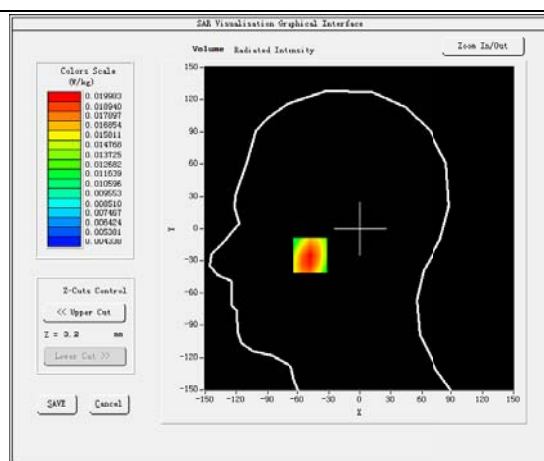 SAR Visualisation Graphical Interface
Volume Radiated Intensity
Zoom In/Out
Colors Scale
(W/kg)
0.019983
0.018940
0.017897
0.016854
0.015811
0.014768
0.013725
0.012682
0.011639
0.010596
0.009553
0.008510
0.007467
0.006424
0.005381
0.004338
Z-Cuts Control
<< Upper Cut
Z = 3.2 mm
Lower Cut >>
SAVE Cancel
150
120
90
60
30
0
-30
-60
-90
-120
-150
Y
-150 -120 -90 -60 -30 0 30 60 90 120 150
X